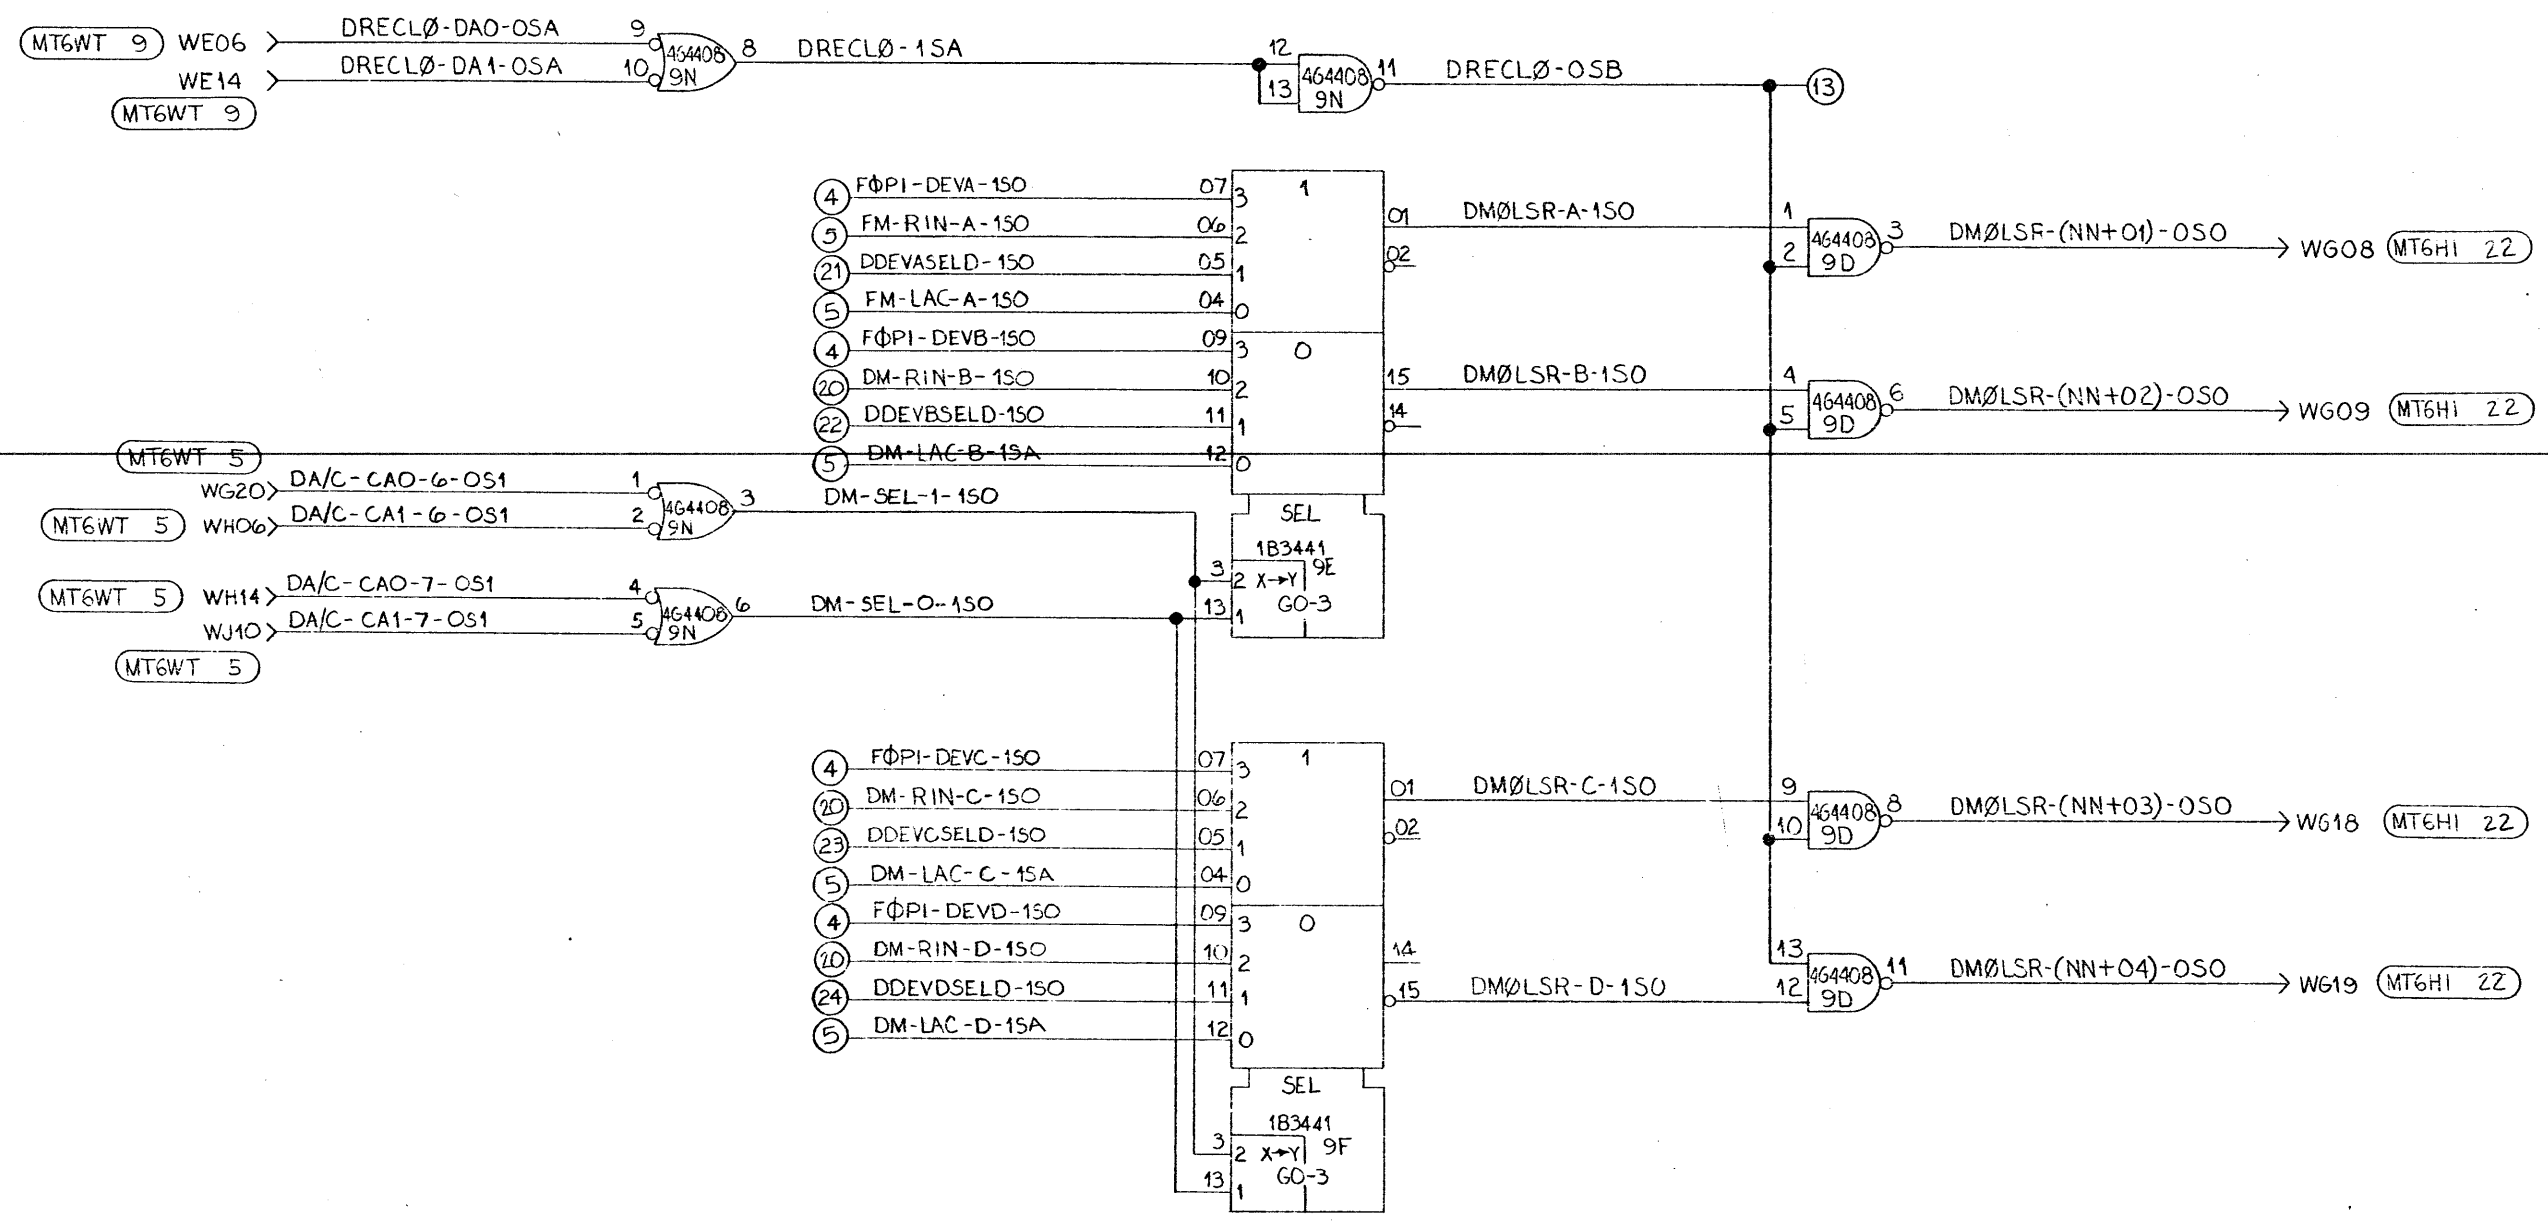 MT6WT 9 WE06 DRECLØ-DA0-0SA 9 464408 9N 8 DRECLØ-1SA 12 464408 9N 11 DRECLØ-0SB 13
WE14 DRECLØ-DA1-0SA 10 13
MT6WT 9
4 FΦPI-DEVA-1S0 07 3 1
5 FM-RIN-A-1S0 06 2 01 DMØLSR-A-1S0 1 464408 9D 3 DMØLSF-(NN+01)-0S0 WG08 MT6HI 22
21 DDEVASELD-1S0 05 1 02 2
5 FM-LAC-A-1S0 04 0
4 FΦPI-DEVB-1S0 09 3 0
20 DM-RIN-B-1S0 10 2 15 DMØLSR-B-1S0 4 464408 9D 6 DMØLSR-(NN+02)-0S0 WG09 MT6HI 22
22 DDEVBSELD-1S0 11 1 14 5
MT6WT 5 5 DM-LAC-B-1SA 12 0
WG20 DA/C-CA0-6-0S1 1 464408 9N 3 DM-SEL-1-1S0
MT6WT 5 WH06 DA/C-CA1-6-0S1 2 SEL
1B3441
3 2 X→Y 9E
MT6WT 5 WH14 DA/C-CA0-7-0S1 4 464408 9N 6 DM-SEL-0-1S0 13 1 G0-3
WJ10 DA/C-CA1-7-0S1 5
MT6WT 5
4 FΦPI-DEVC-1S0 07 3 1
20 DM-RIN-C-1S0 06 2 01 DMØLSR-C-1S0 9 464408 9D 8 DMØLSR-(NN+03)-0S0 WG18 MT6HI 22
23 DDEVCSELD-1S0 05 1 02 10
5 DM-LAC-C-1SA 04 0
4 FΦPI-DEVD-1S0 09 3 0
20 DM-RIN-D-1S0 10 2 14 13 464408 9D 11 DMØLSR-(NN+04)-0S0 WG19 MT6HI 22
24 DDEVDSELD-1S0 11 1 15 DMØLSR-D-1S0 12
5 DM-LAC-D-1SA 12 0
SEL
1B3441
3 2 X→Y 9F
13 1 G0-3